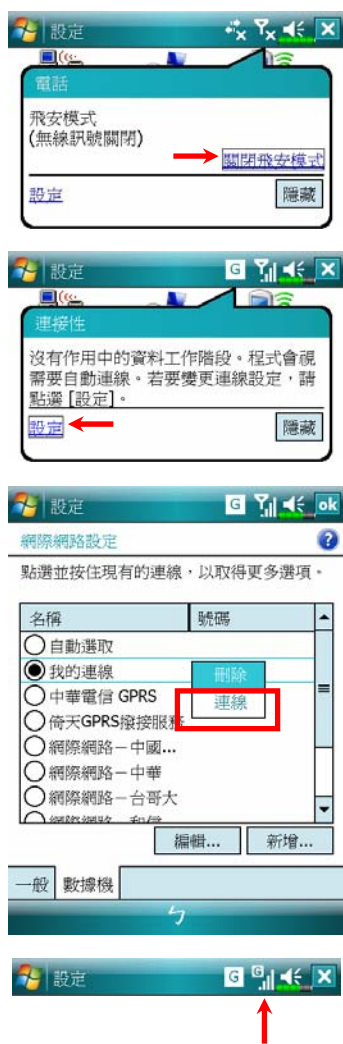 設定
電話
飛安模式
(無線訊號關閉)
關閉飛安模式
設定 隱藏
設定 G
連接性
沒有作用中的資料工作階段。程式會視
需要自動連線。若要變更連線設定，請
點選 [設定]。
設定 隱藏
設定 G ok
網際網路設定 ?
點選並按住現有的連線，以取得更多選項。
名稱 號碼
自動選取
我的連線 刪除
中華電信 GPRS 連線
倚天GPRS撥接服務
網際網路－中國...
網際網路－中華
網際網路－台哥大
網際網路－和信
編輯... 新增...
一般 數據機
ㄅ
設定 G G